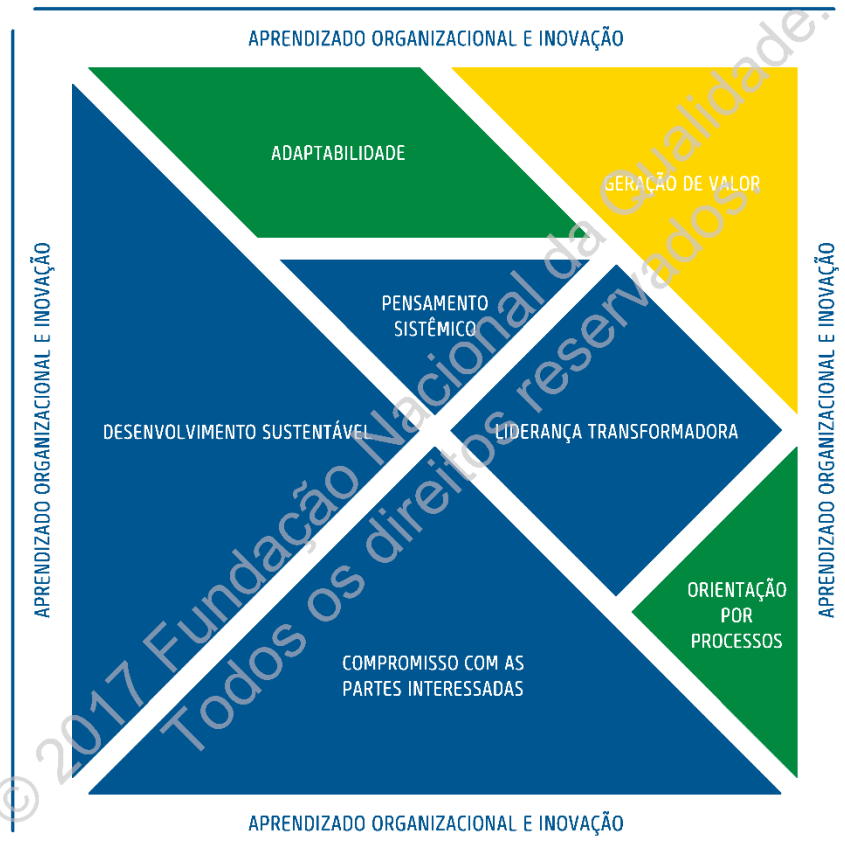 APRENDIZADO ORGANIZACIONAL E INOVAÇÃO
ADAPTABILIDADE
GERAÇÃO DE VALOR
PENSAMENTO
SISTÊMICO
APRENDIZADO ORGANIZACIONAL E INOVAÇÃO
APRENDIZADO ORGANIZACIONAL E INOVAÇÃO
DESENVOLVIMENTO SUSTENTÁVEL
LIDERANÇA TRANSFORMADORA
ORIENTAÇÃO
POR
PROCESSOS
COMPROMISSO COM AS
PARTES INTERESSADAS
APRENDIZADO ORGANIZACIONAL E INOVAÇÃO
© 2017 Fundação Nacional da Qualidade.
Todos os direitos reservados.